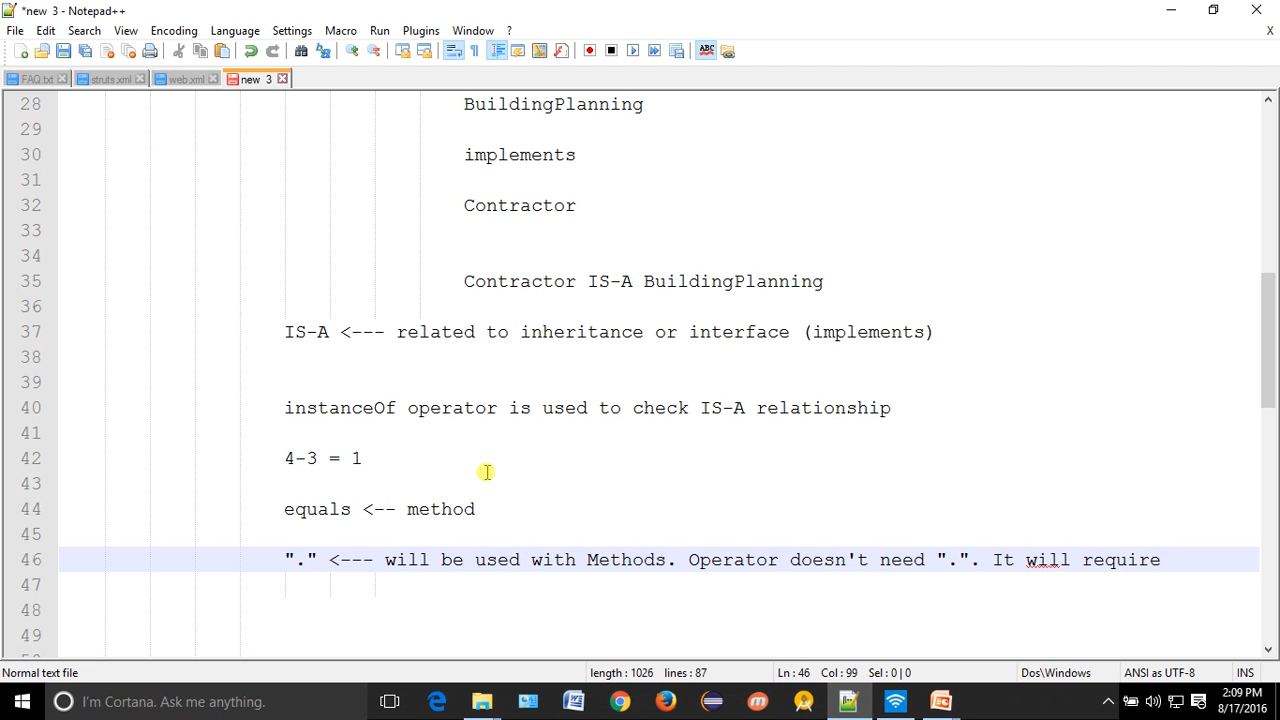 *new 3 - Notepad++
File Edit Search View Encoding Language Settings Macro Run Plugins Window ? X
FAQ.txt struts.xml web.xml new 3
28 BuildingPlanning
29
30 implements
31
32 Contractor
33
34
35 Contractor IS-A BuildingPlanning
36
37 IS-A <--- related to inheritance or interface (implements)
38
39
40 instanceOf operator is used to check IS-A relationship
41
42 4-3 = 1
43
44 equals <-- method
45
46 "." <--- will be used with Methods. Operator doesn't need ".". It will require
47
48
49
Normal text file length : 1026 lines : 87 Ln : 46 Col : 99 Sel : 0 | 0 Dos\Windows ANSI as UTF-8 INS
I'm Cortana. Ask me anything. 2:09 PM
8/17/2016